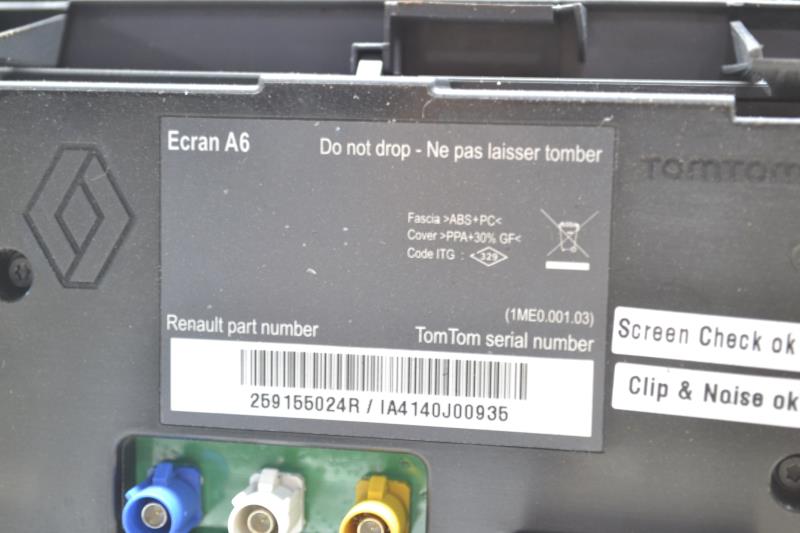 Ecran A6
Do not drop - Ne pas laisser tomber
TOMTOM
Fascia >ABS+PC<
Cover >PPA+30% GF<
Code ITG : 329
(1ME0.001.03)
Renault part number
TomTom serial number
259155024R / IA4140J00935
Screen Check ok
Clip & Noise ok